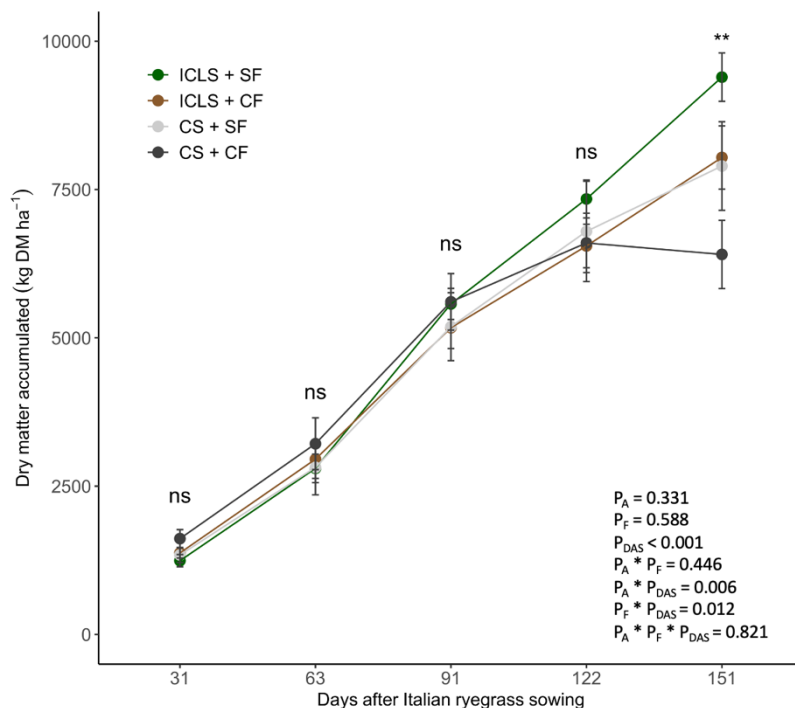 Dry matter accumulated (kg DM ha⁻¹)
10000
7500
5000
2500
0
ICLS + SF
ICLS + CF
CS + SF
CS + CF
ns
ns
ns
ns
**
P_A = 0.331
P_F = 0.588
P_DAS < 0.001
P_A * P_F = 0.446
P_A * P_DAS = 0.006
P_F * P_DAS = 0.012
P_A * P_F * P_DAS = 0.821
31 63 91 122 151
Days after Italian ryegrass sowing